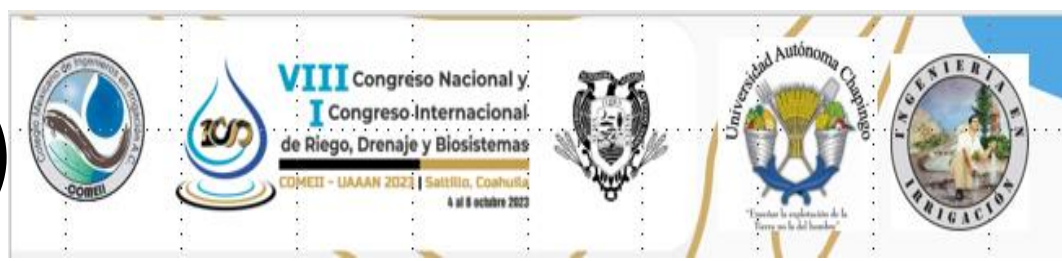 Colegio Mexicano de Ingenieros en Irrigación A.C.
COMEII
100
VIII Congreso Nacional y
I Congreso Internacional
de Riego, Drenaje y Biosistemas
COMEII - UAAAN 2023 | Saltillo, Coahuila
4 al 6 octubre 2023
Universidad Autónoma Chapingo
"Enseñar la explotación de la
Tierra no la del hombre"
INGENIERÍA EN
IRRIGACIÓN